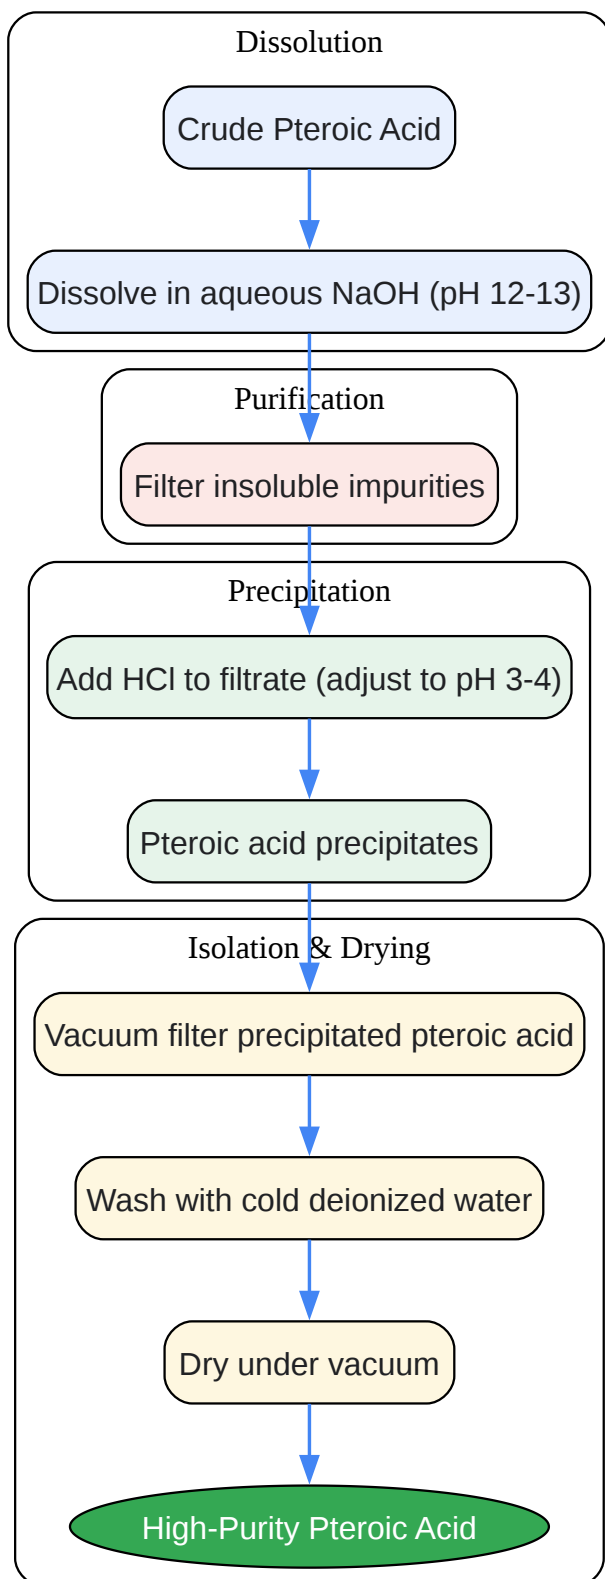 Dissolution
Crude Pteroic Acid
Dissolve in aqueous NaOH (pH 12-13)
Purification
Filter insoluble impurities
Precipitation
Add HCl to filtrate (adjust to pH 3-4)
Pteroic acid precipitates
Isolation & Drying
Vacuum filter precipitated pteroic acid
Wash with cold deionized water
Dry under vacuum
High-Purity Pteroic Acid